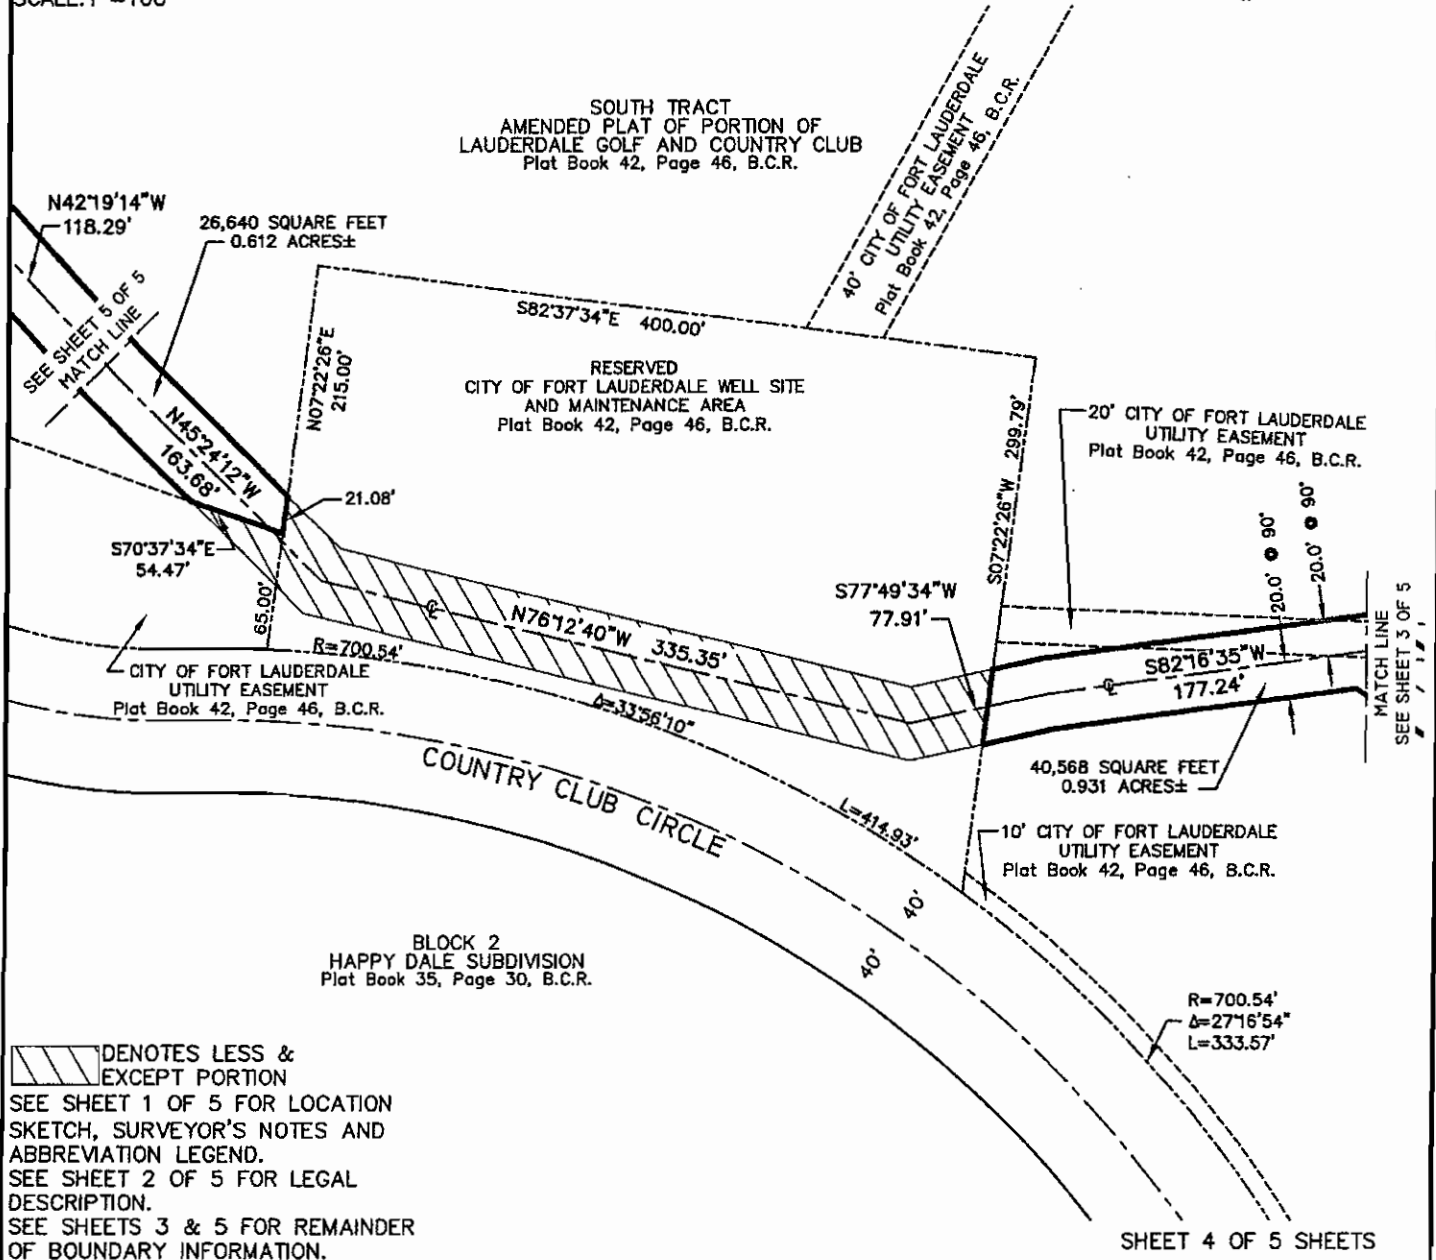 SOUTH TRACT
AMENDED PLAT OF PORTION OF
LAUDERDALE GOLF AND COUNTRY CLUB
Plat Book 42, Page 46, B.C.R.
40' CITY OF FORT LAUDERDALE
UTILITY EASEMENT
Plat Book 42, Page 46, B.C.R.
N42°19'14"W
118.29'
26,640 SQUARE FEET
0.612 ACRES±
SEE SHEET 5 OF 5
MATCH LINE
N07°22'26"E
215.00'
S82°37'34"E 400.00'
RESERVED
CITY OF FORT LAUDERDALE WELL SITE
AND MAINTENANCE AREA
Plat Book 42, Page 46, B.C.R.
S07°22'26"W 299.79'
20' CITY OF FORT LAUDERDALE
UTILITY EASEMENT
Plat Book 42, Page 46, B.C.R.
N45°24'12"W
163.68'
21.08'
20.0' @ 90°
20.0' @ 90°
S70°37'34"E
54.47'
65.00'
S77°49'34"W
77.91'
N76°12'40"W 335.35'
S82°16'35"W
177.24'
MATCH LINE
SEE SHEET 3 OF 5
R=700.54'
Δ=33°56'10"
L=414.93'
CITY OF FORT LAUDERDALE
UTILITY EASEMENT
Plat Book 42, Page 46, B.C.R.
COUNTRY CLUB CIRCLE
40,568 SQUARE FEET
0.931 ACRES±
10' CITY OF FORT LAUDERDALE
UTILITY EASEMENT
Plat Book 42, Page 46, B.C.R.
40'
40'
BLOCK 2
HAPPY DALE SUBDIVISION
Plat Book 35, Page 30, B.C.R.
R=700.54'
Δ=27°16'54"
L=333.57'
DENOTES LESS &
EXCEPT PORTION
SEE SHEET 1 OF 5 FOR LOCATION
SKETCH, SURVEYOR'S NOTES AND
ABBREVIATION LEGEND.
SEE SHEET 2 OF 5 FOR LEGAL
DESCRIPTION.
SEE SHEETS 3 & 5 FOR REMAINDER
OF BOUNDARY INFORMATION.
SHEET 4 OF 5 SHEETS